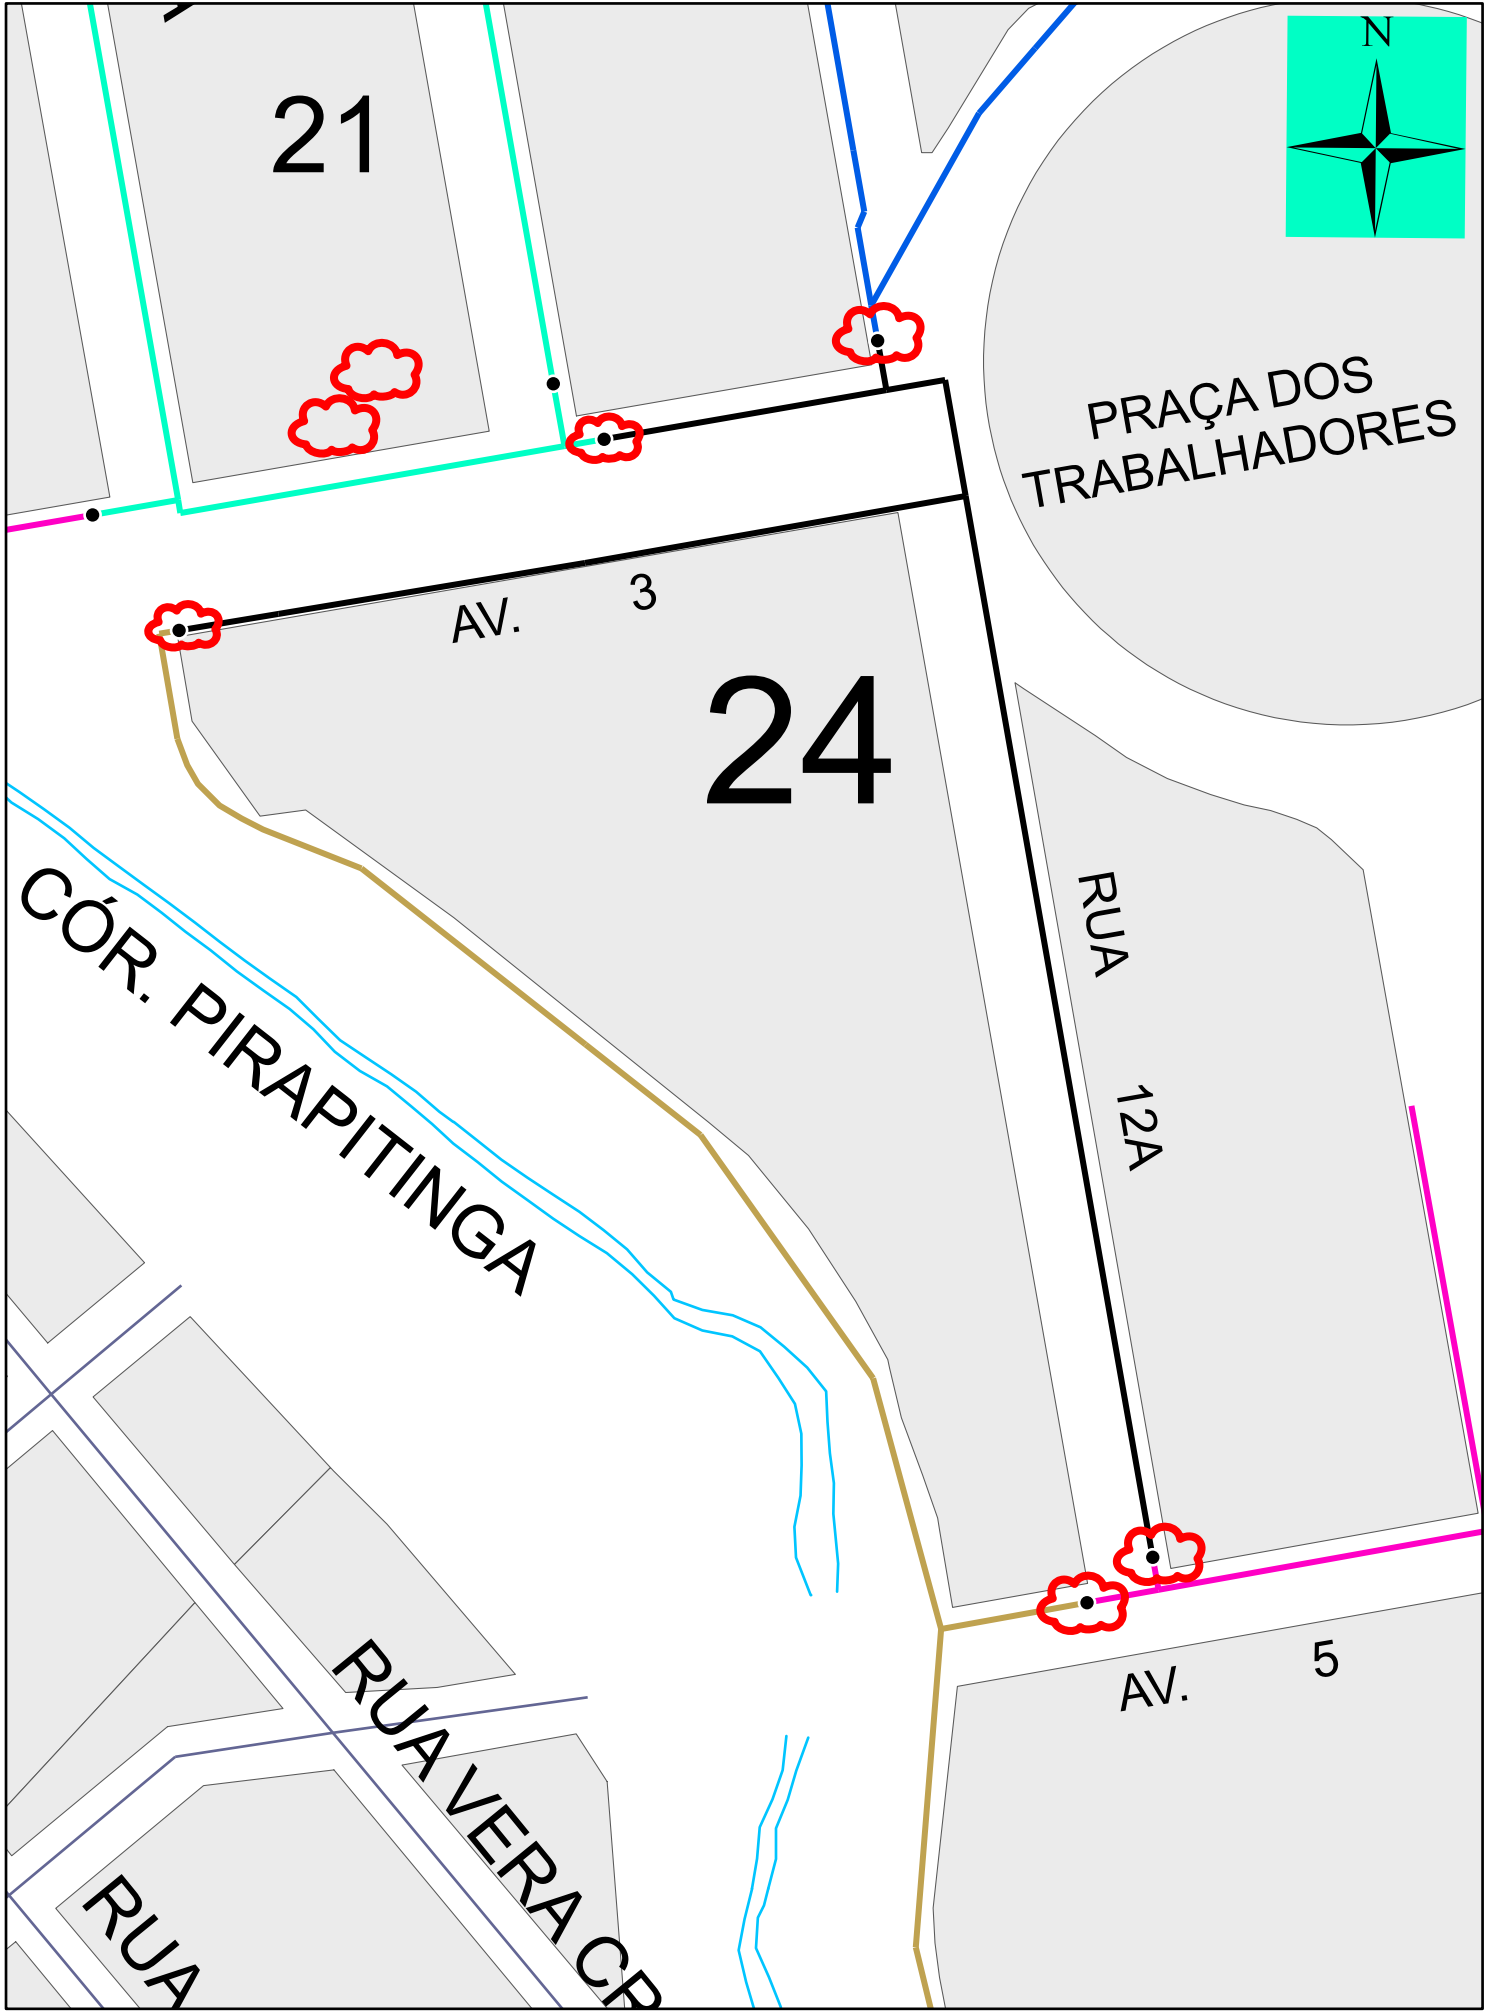 N
21
PRAÇA DOS
TRABALHADORES
AV. 3
24
RUA 12A
CÓR. PIRAPITINGA
AV. 5
RUA VERA CR
RUA